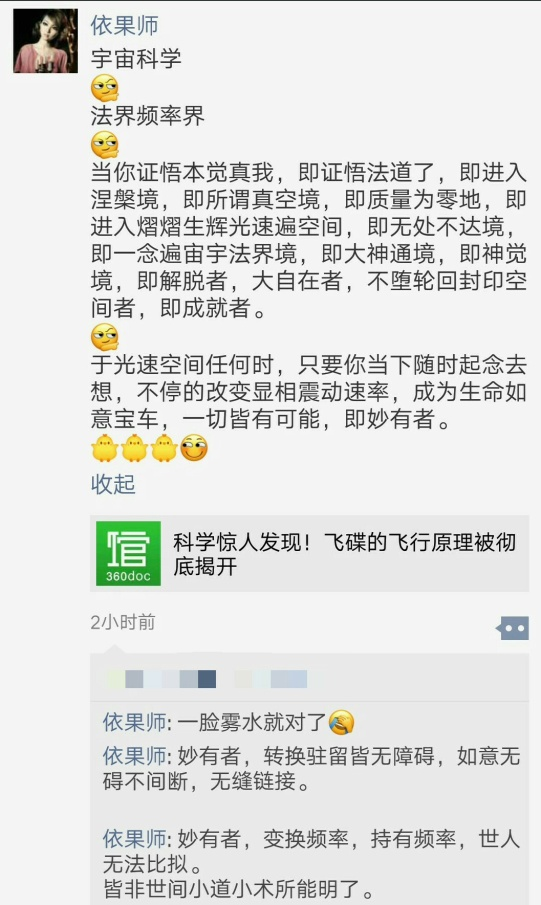 依果师
宇宙科学
法界频率界
当你证悟本觉真我，即证悟法道了，即进入
涅槃境，即所谓真空境，即质量为零地，即
进入熠熠生辉光速遍空间，即无处不达境，
即一念遍宙宇法界境，即大神通境，即神觉
境，即解脱者，大自在者，不堕轮回封印空
间者，即成就者。
于光速空间任何时，只要你当下随时起念去
想，不停的改变显相震动速率，成为生命如
意宝车，一切皆有可能，即妙有者。
收起
馆
360doc
科学惊人发现！飞碟的飞行原理被彻
底揭开
2小时前
依果师: 一脸雾水就对了
依果师: 妙有者，转换驻留皆无障碍，如意无
碍不间断，无缝链接。
依果师: 妙有者，变换频率，持有频率，世人
无法比拟。
皆非世间小道小术所能明了。